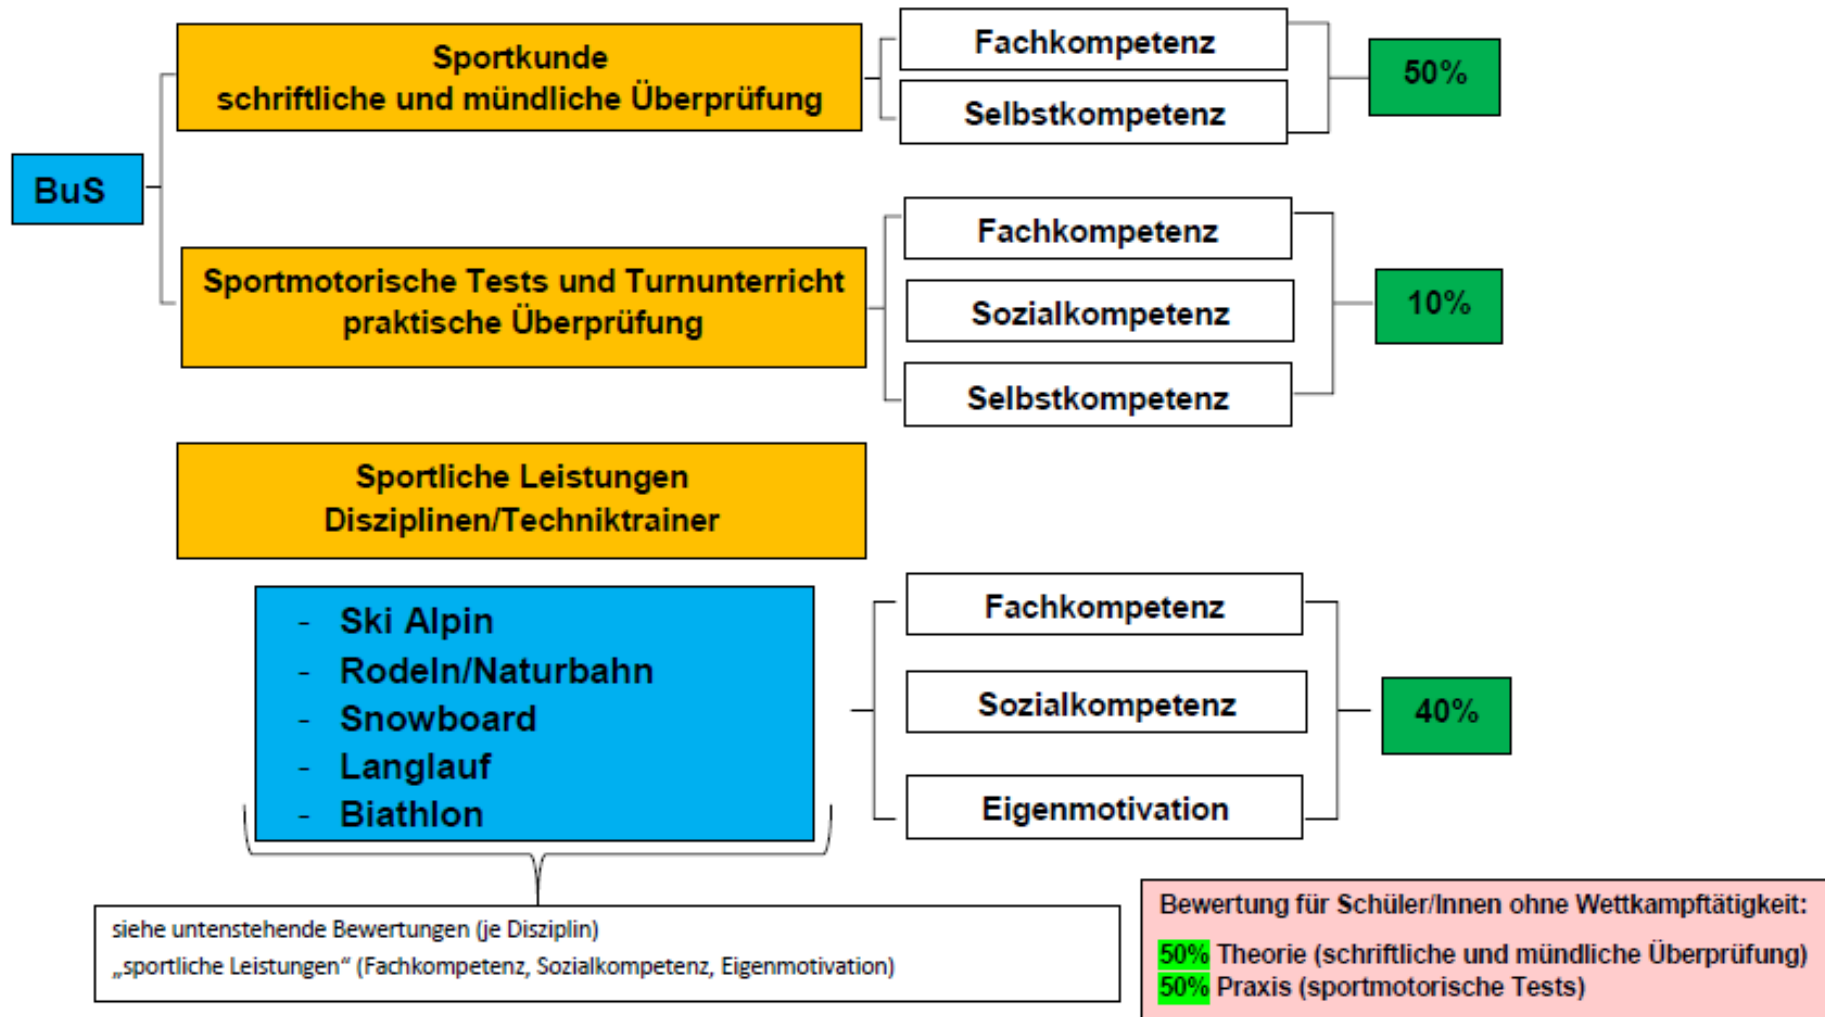 BuS
Sportkunde
schriftliche und mündliche Überprüfung
Fachkompetenz
Selbstkompetenz
50%
Sportmotorische Tests und Turnunterricht
praktische Überprüfung
Fachkompetenz
Sozialkompetenz
Selbstkompetenz
10%
Sportliche Leistungen
Disziplinen/Techniktrainer
- Ski Alpin
- Rodeln/Naturbahn
- Snowboard
- Langlauf
- Biathlon
Fachkompetenz
Sozialkompetenz
Eigenmotivation
40%
siehe untenstehende Bewertungen (je Disziplin)
„sportliche Leistungen“ (Fachkompetenz, Sozialkompetenz, Eigenmotivation)
Bewertung für Schüler/Innen ohne Wettkampftätigkeit:
50% Theorie (schriftliche und mündliche Überprüfung)
50% Praxis (sportmotorische Tests)